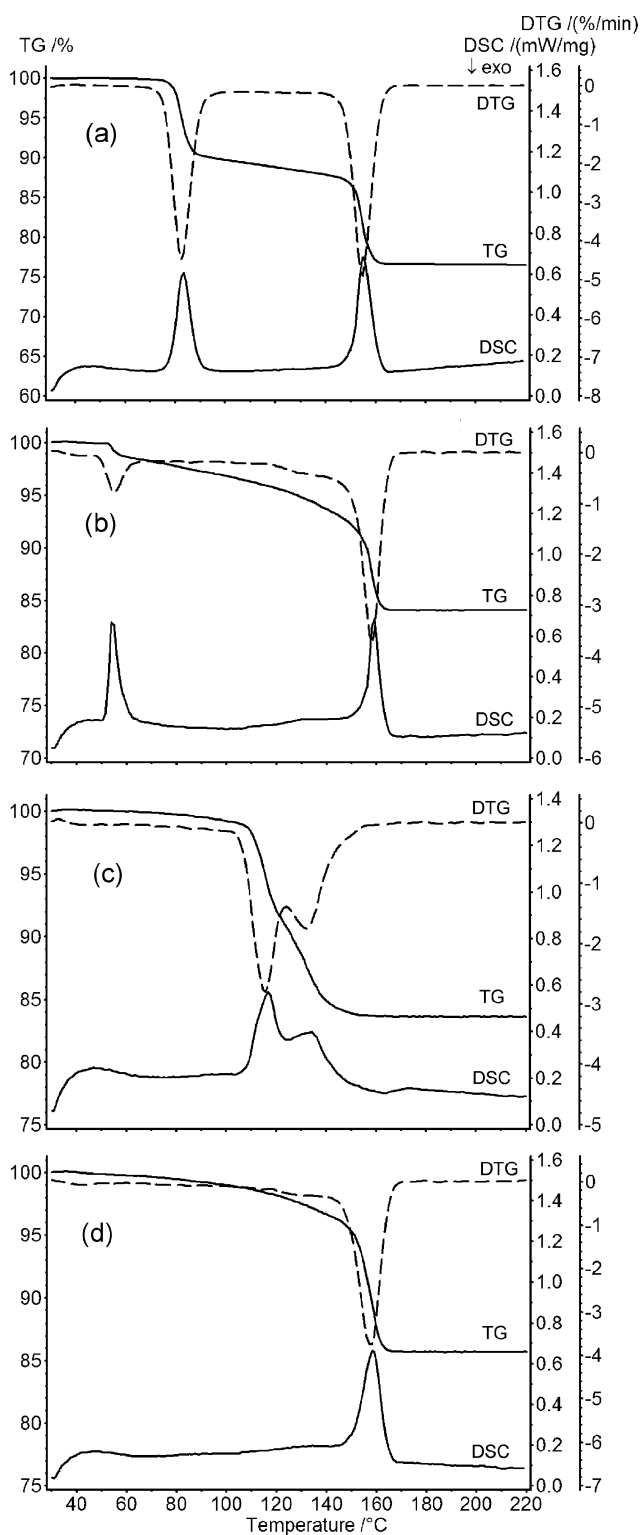 DTG /(%/min)
TG /% DSC /(mW/mg)
↓ exo
100 1.6 0
DTG
(a)
95 1.4 -1
90 1.2 -2
85 1.0 -3
80 0.8 -4
TG
75 0.6 -5
70 0.4 -6
DSC
65 0.2 -7
60 0.0 -8
100 1.6 0
DTG
95 1.4 -1
(b)
90 1.2 -2
1.0
85 0.8 -3
TG
80 0.6 -4
75 0.4 -5
DSC
0.2
70 0.0 -6
100 1.4 0
DTG
95 1.2 -1
(c)
1.0
90 0.8 -2
85 0.6 -3
TG
80 0.4 -4
DSC
0.2
75 0.0 -5
100 1.6 0
DTG
95 1.4 -1
(d)
90 1.2 -2
1.0 -3
85 0.8 -4
TG
80 0.6 -5
0.4 -6
DSC
75 0.2 -7
0.0
40 60 80 100 120 140 160 180 200 220
Temperature /°C